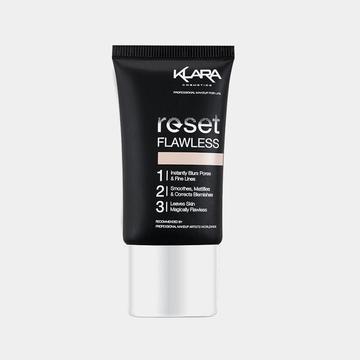 KLARA
COSMETICS
PROFESSIONAL MAKEUP FOR LIFE
reset
FLAWLESS
1 Instantly Blurs Pores
& Fine Lines
2 Smoothes, Mattifies
& Corrects Blemishes
3 Leaves Skin
Magically Flawless
RECOMMENDED BY
PROFESSIONAL MAKEUP ARTISTS WORLDWIDE